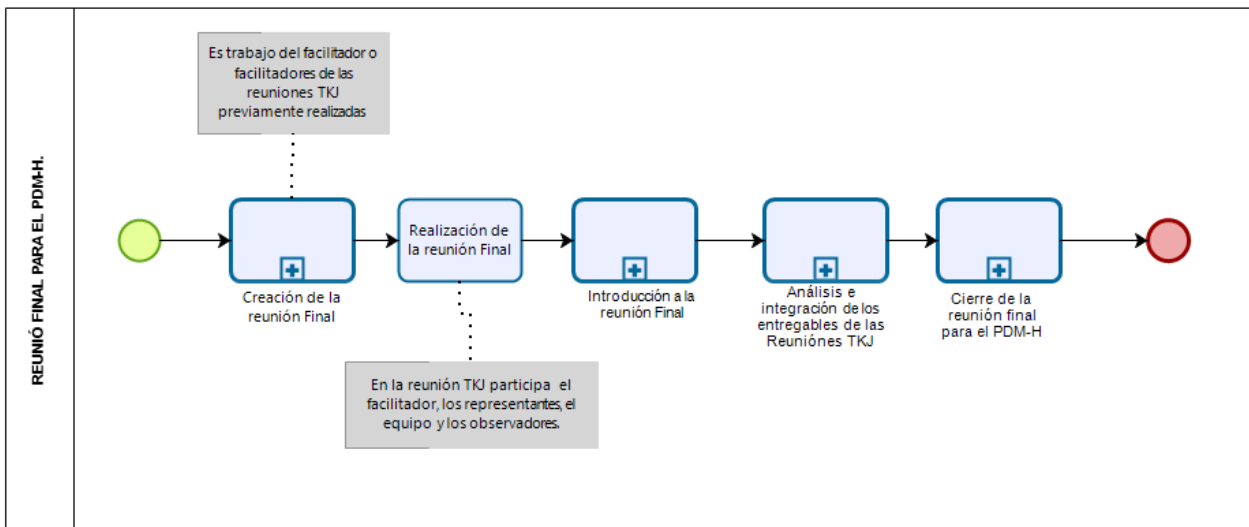 REUNIÓ FINAL PARA EL PDM-H.
Es trabajo del facilitador o
facilitadores de las
reuniones TKJ
previamente realizadas
Creación de la
reunión Final
Realización de
la reunión Final
En la reunión TKJ participa el
facilitador, los representantes, el
equipo y los observadores.
Introducción a la
reunión Final
Análisis e
integración de los
entregables de las
Reuniónes TKJ
Cierre de la
reunión final
para el PDM-H